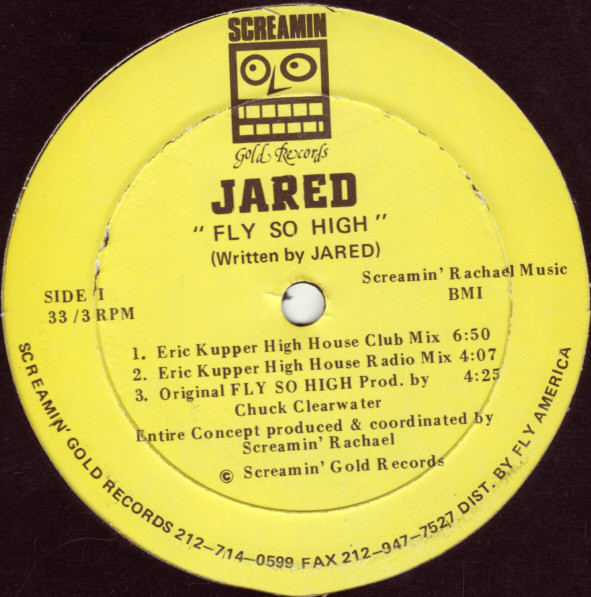 SCREAMIN
Gold Records
JARED
"FLY SO HIGH"
(Written by JARED)
Screamin' Rachael Music
BMI
SIDE I
33 /3 RPM
1. Eric Kupper High House Club Mix 6:50
2. Eric Kupper High House Radio Mix 4:07
3. Original FLY SO HIGH Prod. by 4:25
Chuck Clearwater
Entire Concept produced & coordinated by
Screamin' Rachael
© Screamin' Gold Records
SCREAMIN' GOLD RECORDS 212-714-0599 FAX 212-947-7527 DIST. BY FLY AMERICA